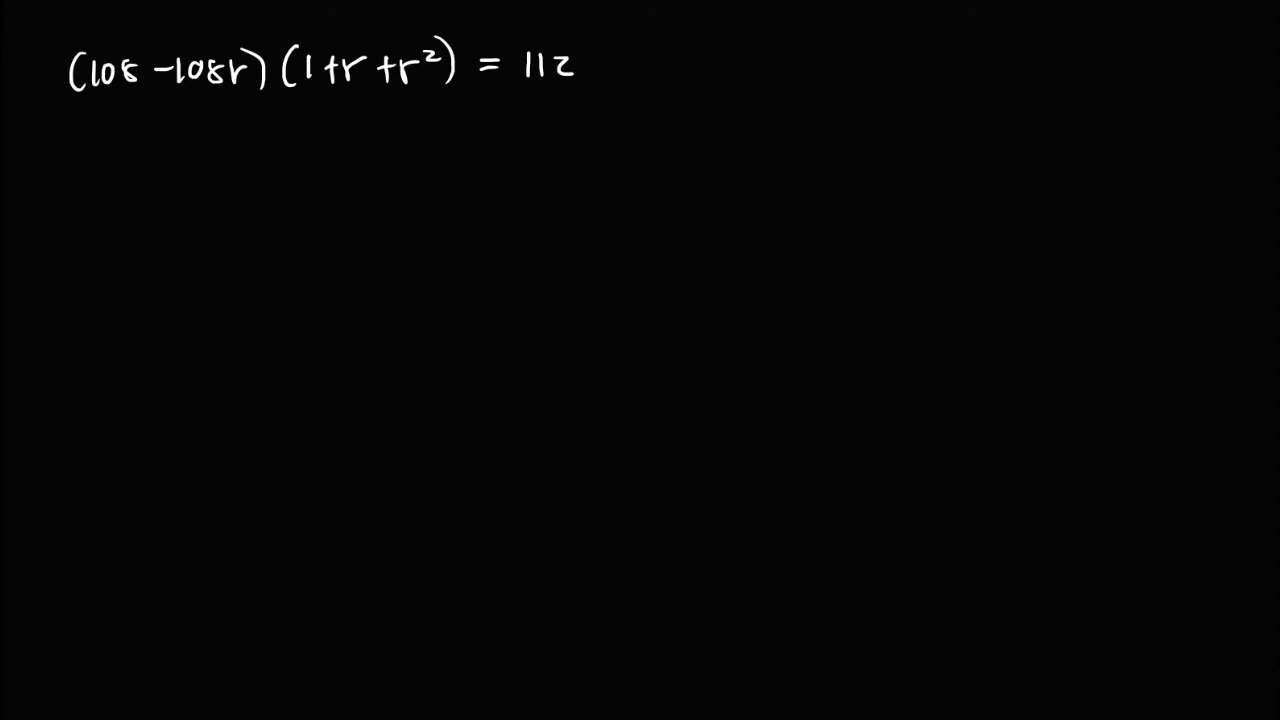 (108 -108r) (1+r+r²) = 112